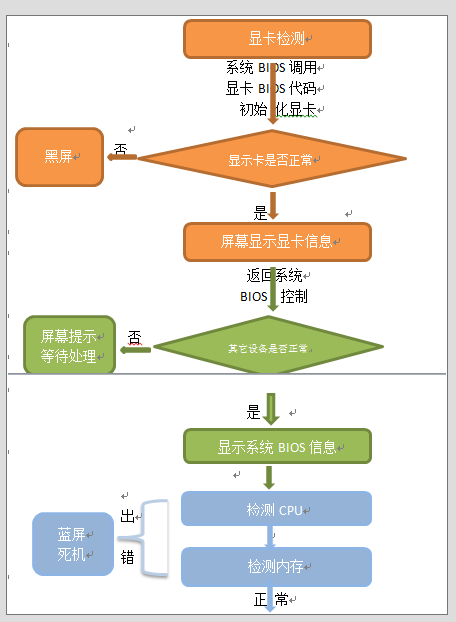 显卡检测
系统 BIOS 调用
显卡 BIOS 代码
初始 化显卡
黑屏
否
显示卡是否正常
是
屏幕显示显卡信息
返回系统
BIOS 控制
屏幕提示
等待处理
否
其它设备是否正常
是
显示系统 BIOS 信息
检测 CPU
出
蓝屏
死机
错
检测内存
正常